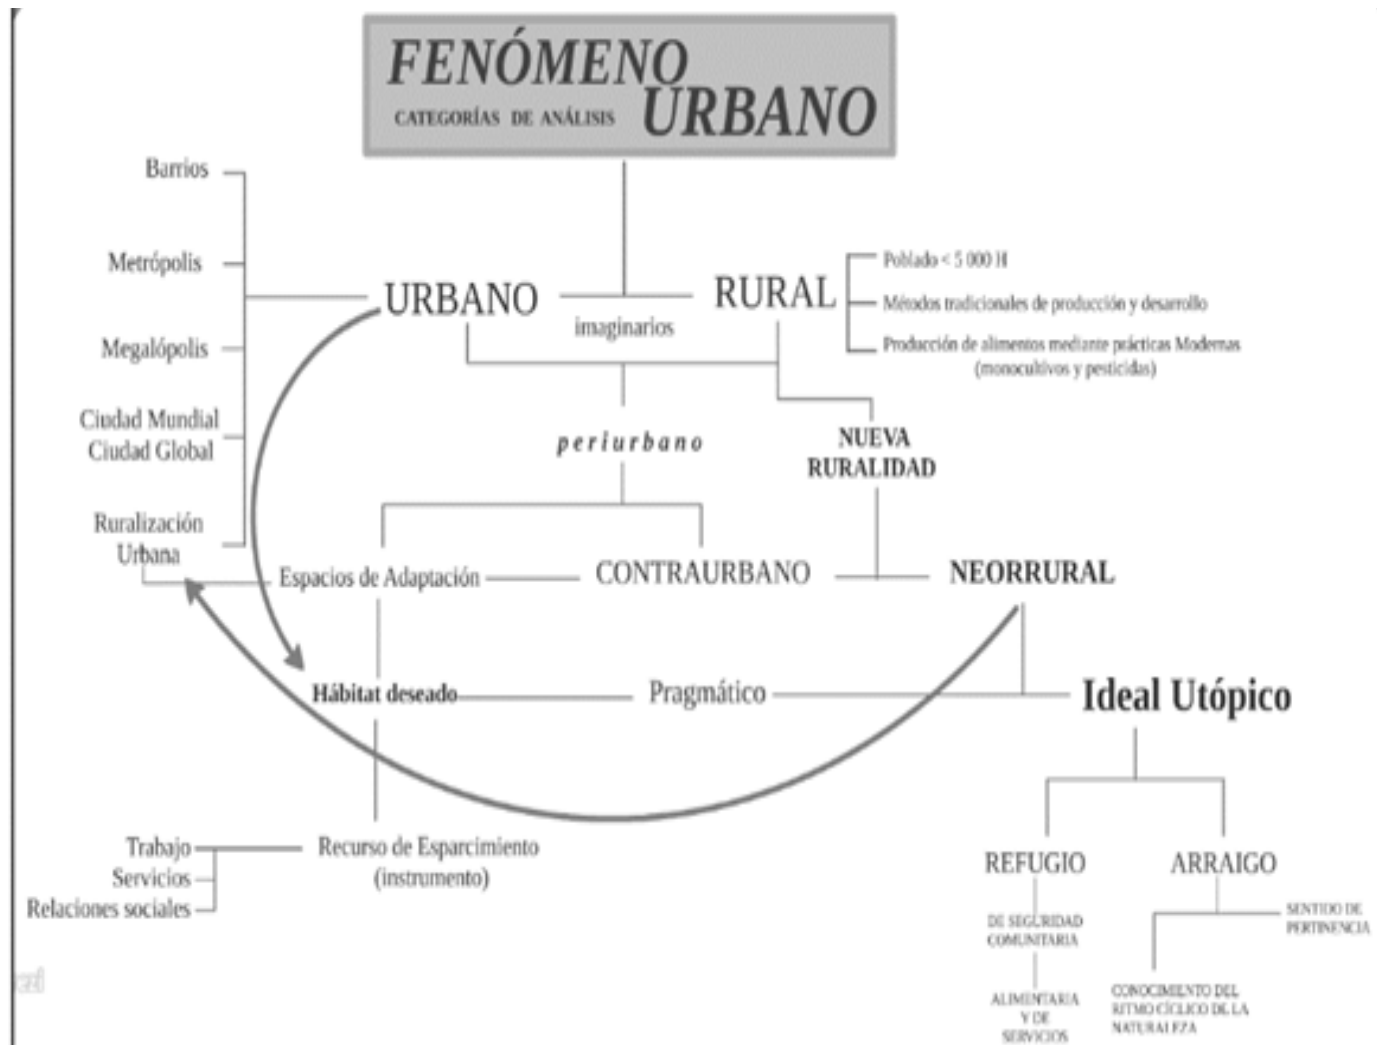 FENÓMENO
URBANO
CATEGORÍAS DE ANÁLISIS
Barrios
Metrópolis
Megalópolis
Ciudad Mundial
Ciudad Global
Ruralización
Urbana
URBANO
imaginarios
RURAL
Poblado < 5 000 H
Métodos tradicionales de producción y desarrollo
Producción de alimentos mediante prácticas Modernas
(monocultivos y pesticidas)
periurbano
NUEVA
RURALIDAD
Espacios de Adaptación
CONTRAURBANO
NEORRURAL
Hábitat deseado
Pragmático
Ideal Utópico
Trabajo
Servicios
Relaciones sociales
Recurso de Esparcimiento
(instrumento)
REFUGIO
DE SEGURIDAD
COMUNITARIA
ALIMENTARIA
Y DE
SERVICIOS
ARRAIGO
SENTIDO DE
PERTINENCIA
CONOCIMIENTO DEL
RITMO CÍCLICO DE LA
NATURALEZA